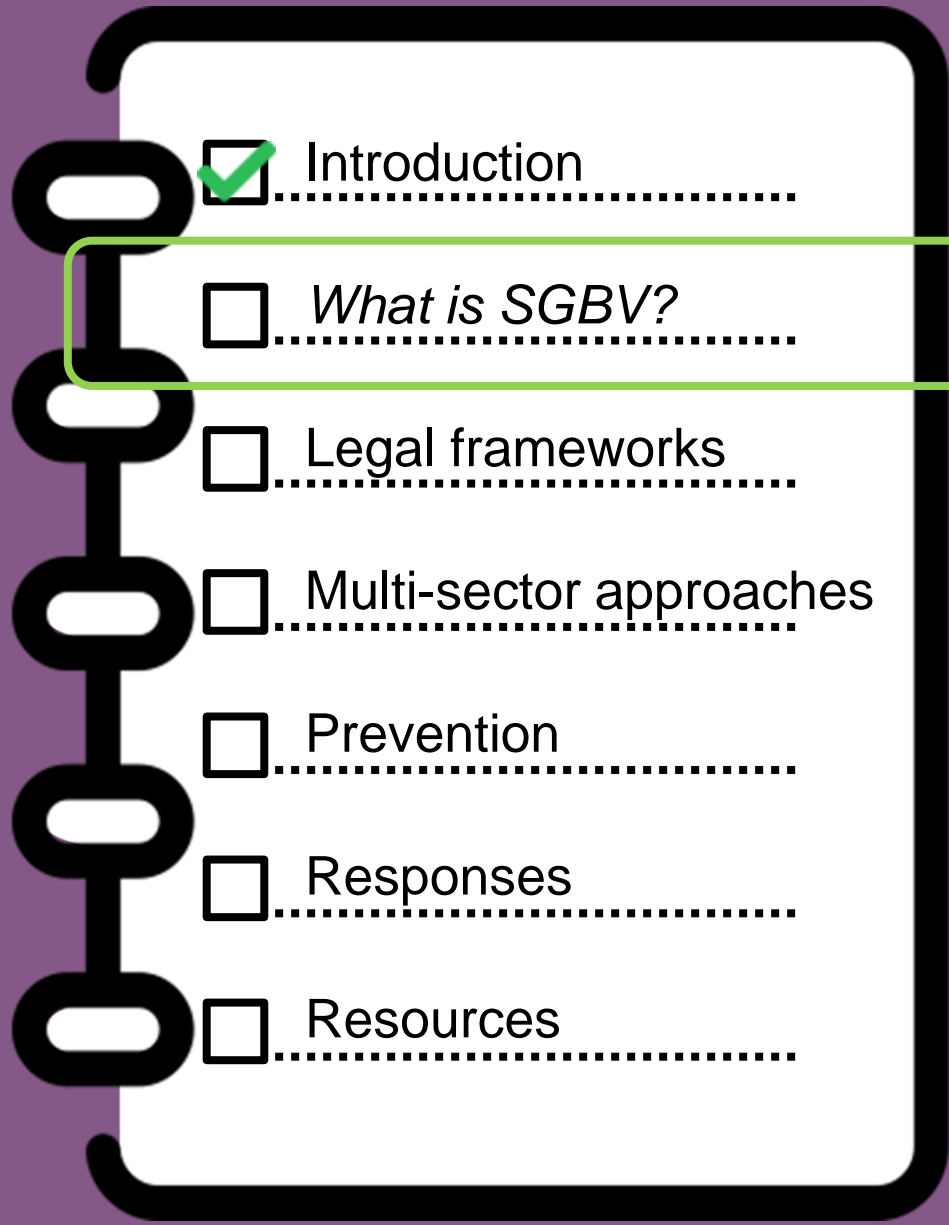 Introduction
What is SGBV?
Legal frameworks
Multi-sector approaches
Prevention
Responses
Resources